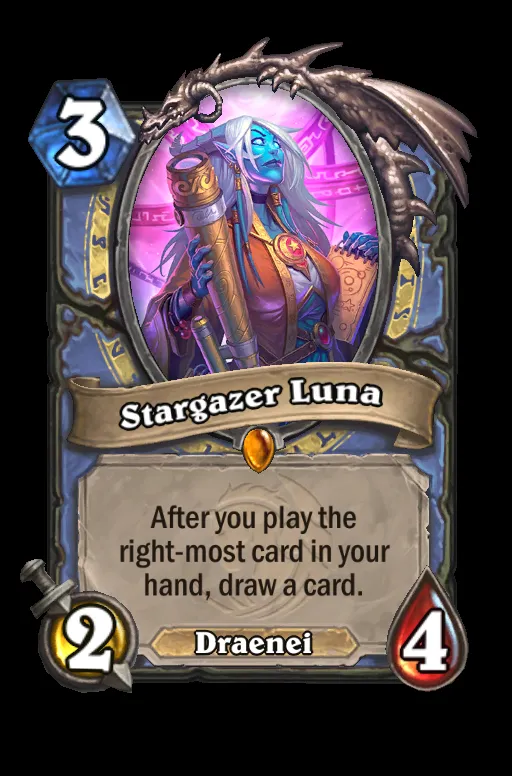 3
Stargazer Luna
After you play the
right-most card in your
hand, draw a card.
2
Draenei
4